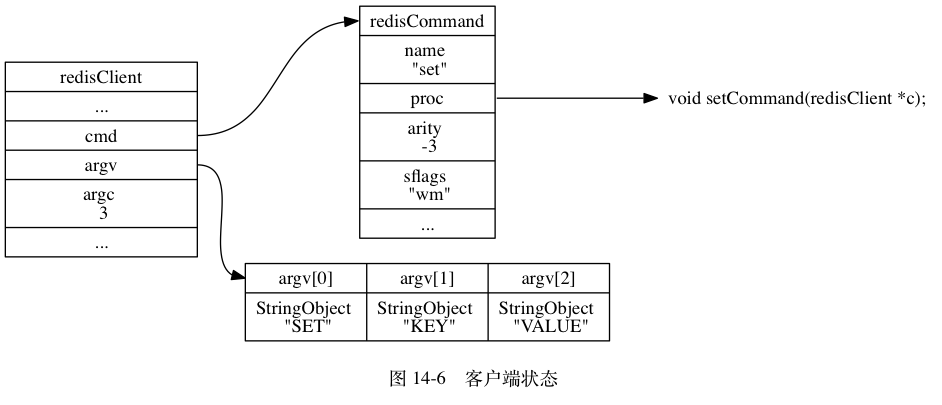 redisClient
...
cmd
argv
argc
3
...
redisCommand
name
"set"
proc
arity
-3
sflags
"wm"
...
void setCommand(redisClient *c);
argv[0] argv[1] argv[2]
StringObject StringObject StringObject
"SET" "KEY" "VALUE"
图 14-6 客户端状态